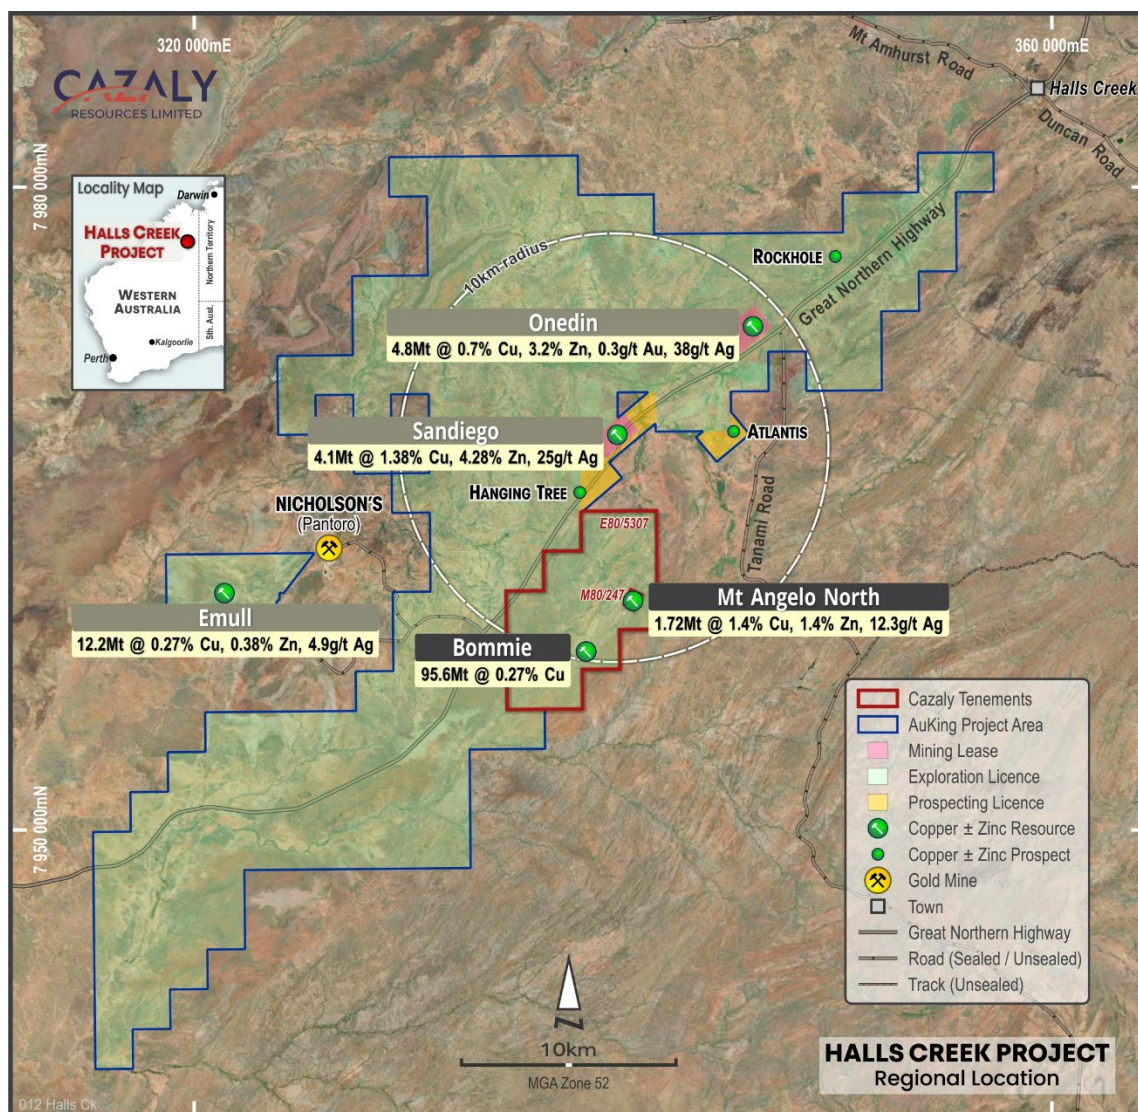 320 000mE
360 000mE
7 980 000mN
7 950 000mN
CAZALY
RESOURCES LIMITED
Mt Amhurst Road
Halls Creek
Duncan Road
Locality Map
Darwin
HALLS CREEK
PROJECT
Northern Territory
WESTERN
AUSTRALIA
Sth. Aust.
Kalgoorlie
Perth
10km-radius
ROCKHOLE
Great Northern Highway
Onedin
4.8Mt @ 0.7% Cu, 3.2% Zn, 0.3g/t Au, 38g/t Ag
Sandiego
4.1Mt @ 1.38% Cu, 4.28% Zn, 25g/t Ag
ATLANTIS
HANGING TREE
NICHOLSON'S
(Pantoro)
E80/5307
Tanami Road
M80/247
Mt Angelo North
1.72Mt @ 1.4% Cu, 1.4% Zn, 12.3g/t Ag
Emull
12.2Mt @ 0.27% Cu, 0.38% Zn, 4.9g/t Ag
Bommie
95.6Mt @ 0.27% Cu
Cazaly Tenements
AuKing Project Area
Mining Lease
Exploration Licence
Prospecting Licence
Copper ± Zinc Resource
Copper ± Zinc Prospect
Gold Mine
Town
Great Northern Highway
Road (Sealed / Unsealed)
Track (Unsealed)
N
10km
MGA Zone 52
HALLS CREEK PROJECT
Regional Location
012 Halls Ck